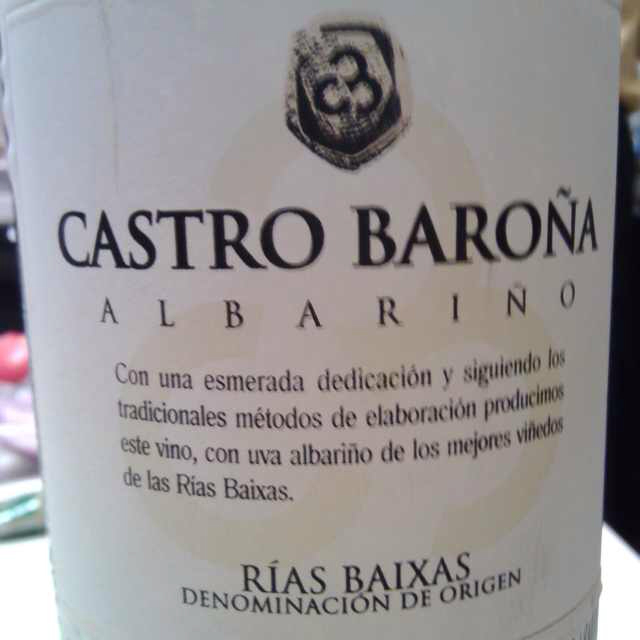 CASTRO BAROÑA
ALBARIÑO
Con una esmerada dedicación y siguiendo los
tradicionales métodos de elaboración producimos
este vino, con uva albariño de los mejores viñedos
de las Rías Baixas.
RÍAS BAIXAS
DENOMINACIÓN DE ORIGEN